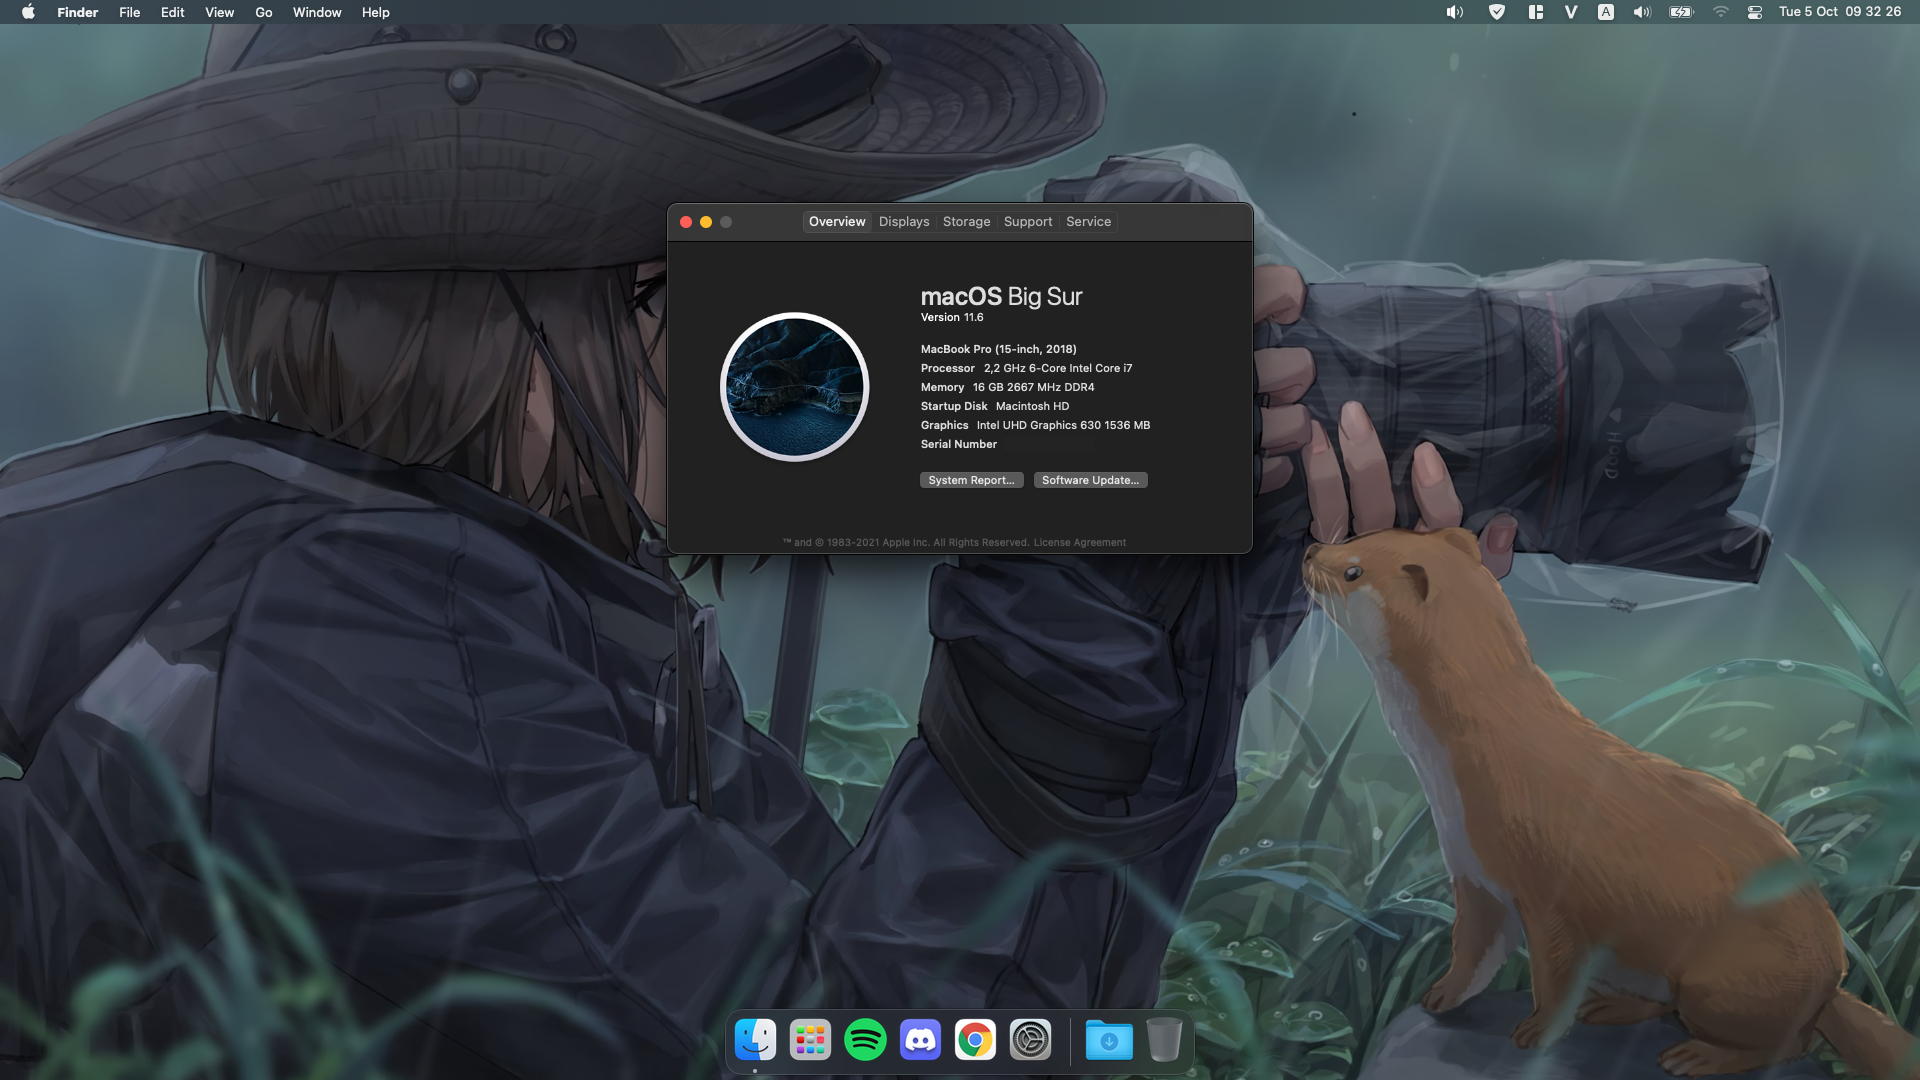 Finder File Edit View Go Window Help V A Tue 5 Oct 09 32 26
Overview Displays Storage Support Service
macOS Big Sur
Version 11.6
MacBook Pro (15-inch, 2018)
Processor 2,2 GHz 6-Core Intel Core i7
Memory 16 GB 2667 MHz DDR4
Startup Disk Macintosh HD
Graphics Intel UHD Graphics 630 1536 MB
Serial Number
System Report... Software Update...
™ and © 1983-2021 Apple Inc. All Rights Reserved. License Agreement
HOOD